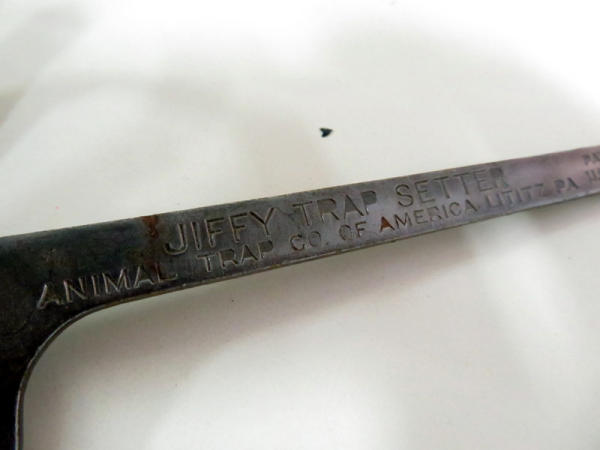 JIFFY TRAP SETTER
ANIMAL TRAP CO. OF AMERICA LITITZ PA